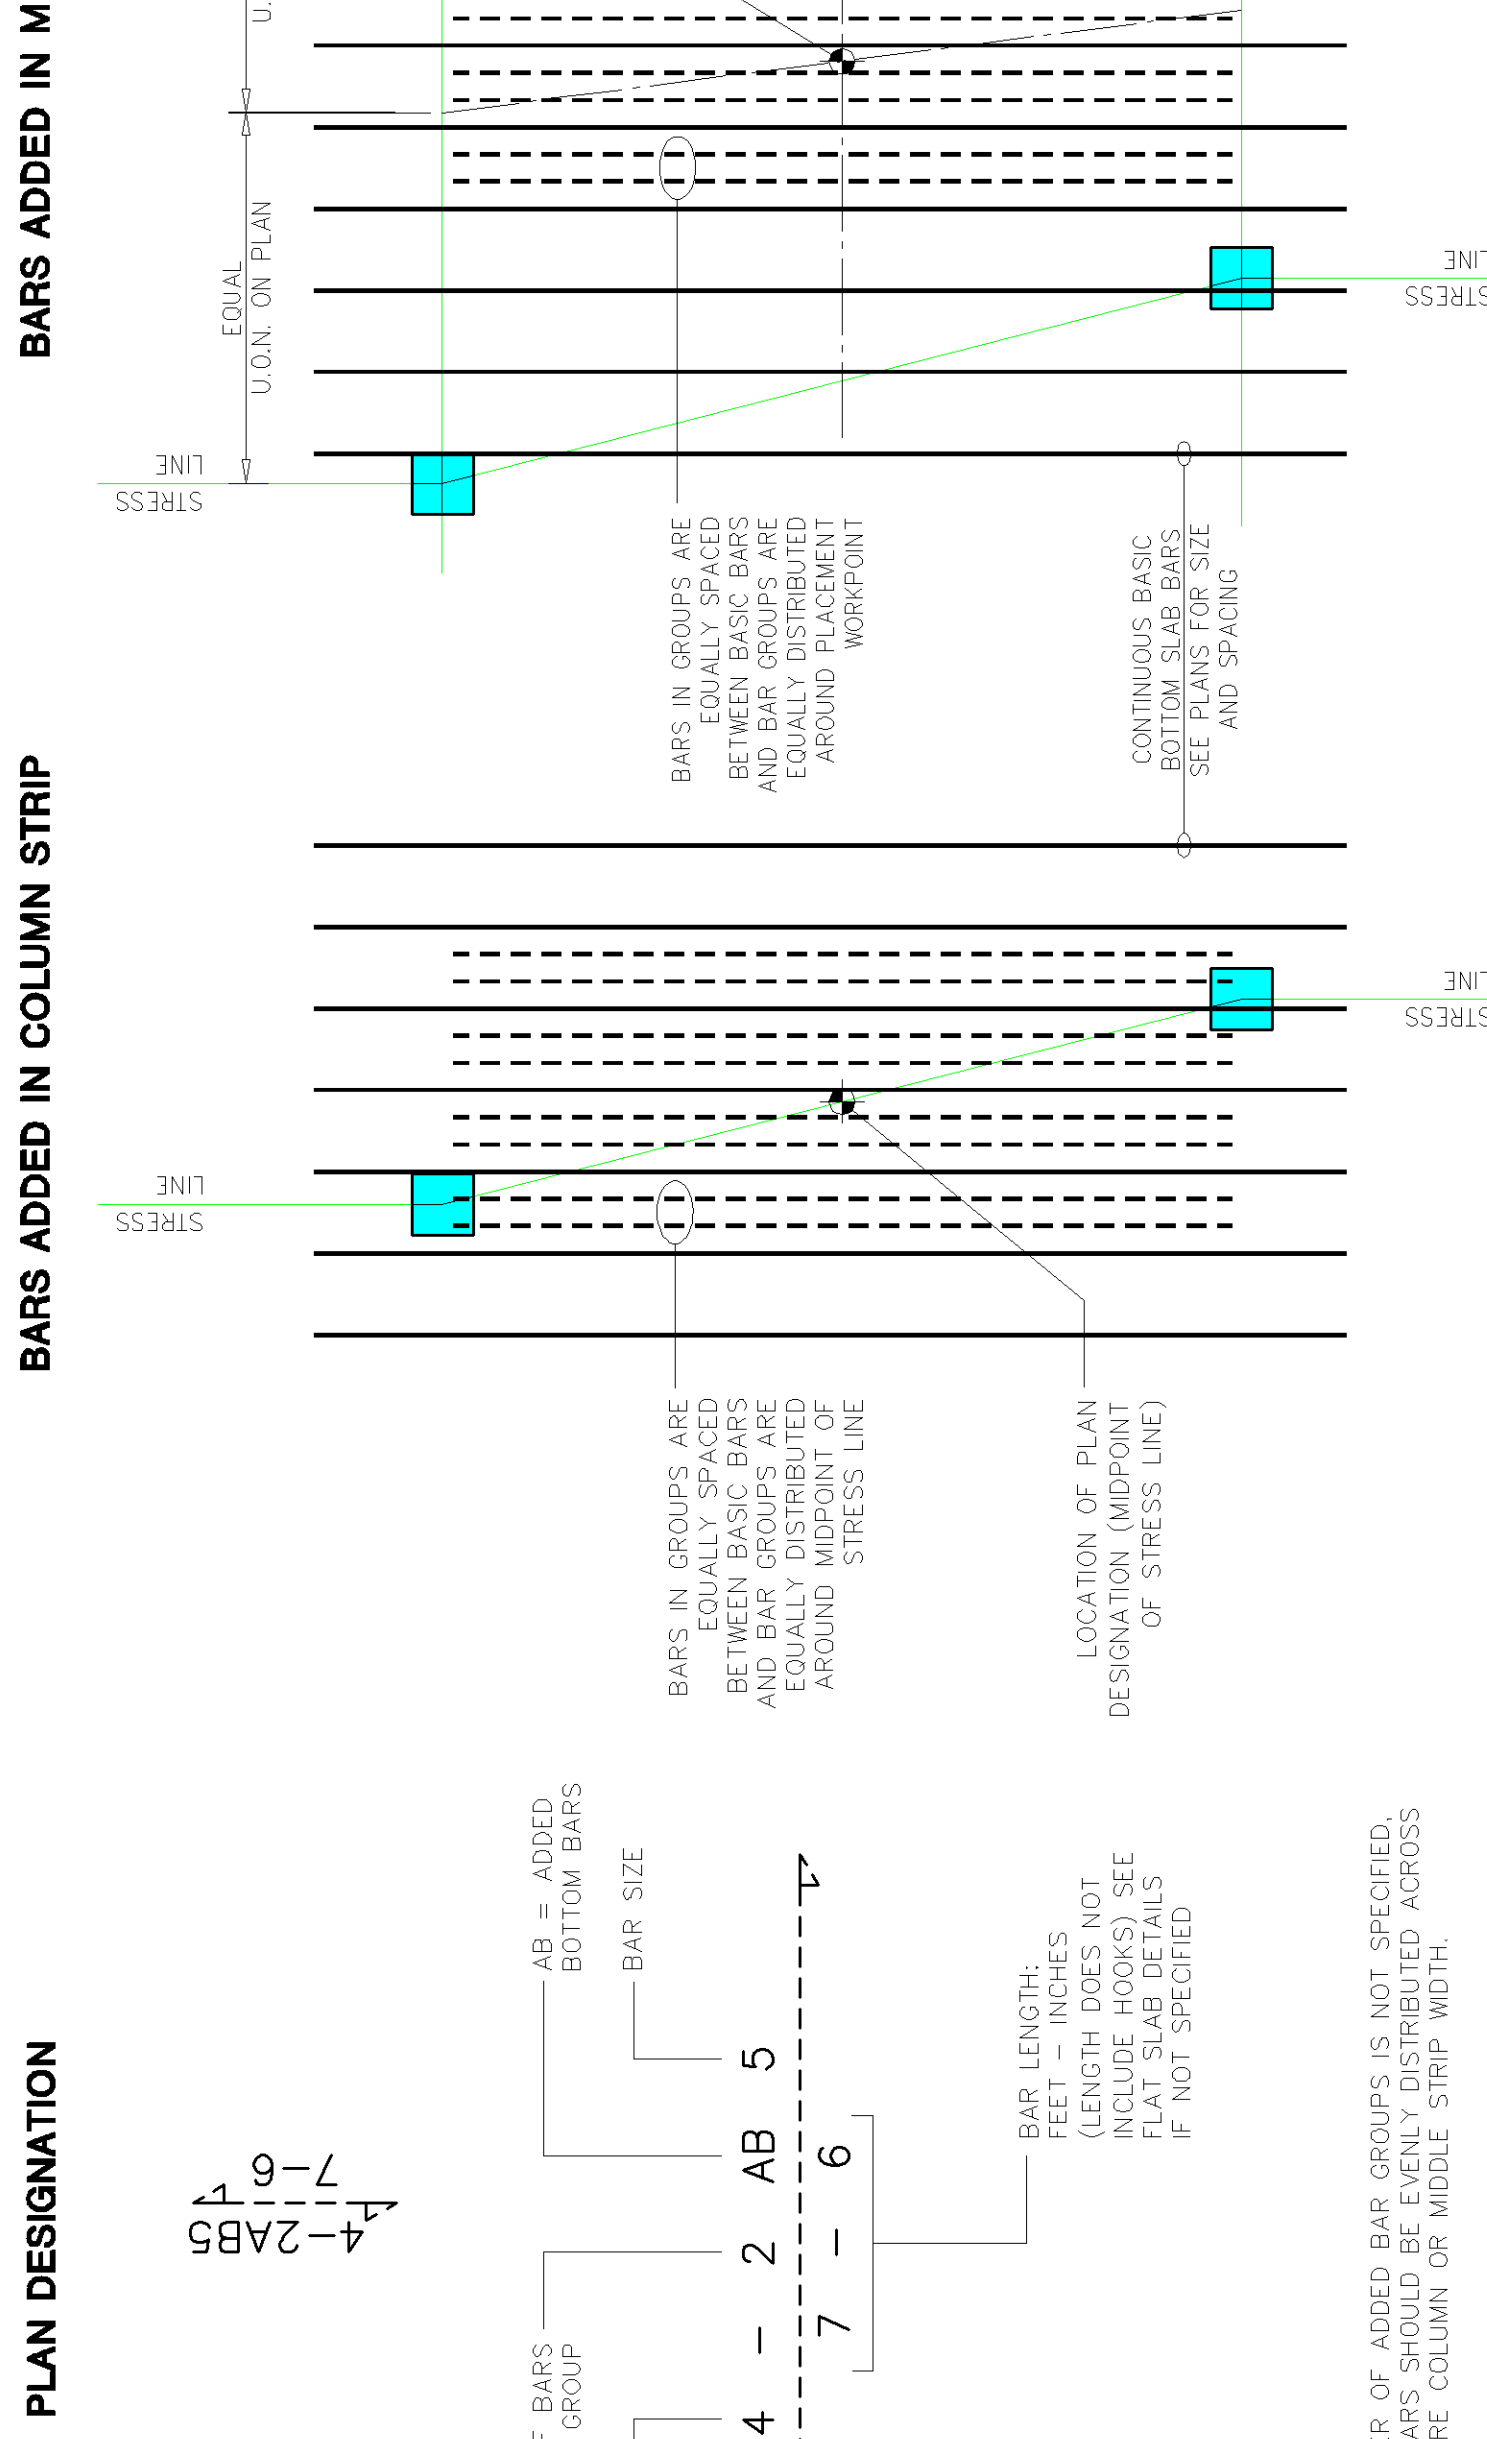 PLAN DESIGNATION
4-2AB5
7-6
BARS
GROUP
AB = ADDED
BOTTOM BARS
BAR SIZE
4 - 2 AB 5
7 - 6
BAR LENGTH:
FEET - INCHES
(LENGTH DOES NOT
INCLUDE HOOKS) SEE
FLAT SLAB DETAILS
IF NOT SPECIFIED
OF ADDED BAR GROUPS IS NOT SPECIFIED,
SHOULD BE EVENLY DISTRIBUTED ACROSS
COLUMN OR MIDDLE STRIP WIDTH.
BARS ADDED IN COLUMN STRIP
STRESS
LINE
STRESS
LINE
BARS IN GROUPS ARE
EQUALLY SPACED
BETWEEN BASIC BARS
AND BAR GROUPS ARE
EQUALLY DISTRIBUTED
AROUND MIDPOINT OF
STRESS LINE
LOCATION OF PLAN
DESIGNATION (MIDPOINT
OF STRESS LINE)
BARS ADDED IN M
EQUAL
U.O.N. ON PLAN
U.
STRESS
LINE
STRESS
LINE
BARS IN GROUPS ARE
EQUALLY SPACED
BETWEEN BASIC BARS
AND BAR GROUPS ARE
EQUALLY DISTRIBUTED
AROUND PLACEMENT
WORKPOINT
CONTINUOUS BASIC
BOTTOM SLAB BARS
SEE PLANS FOR SIZE
AND SPACING